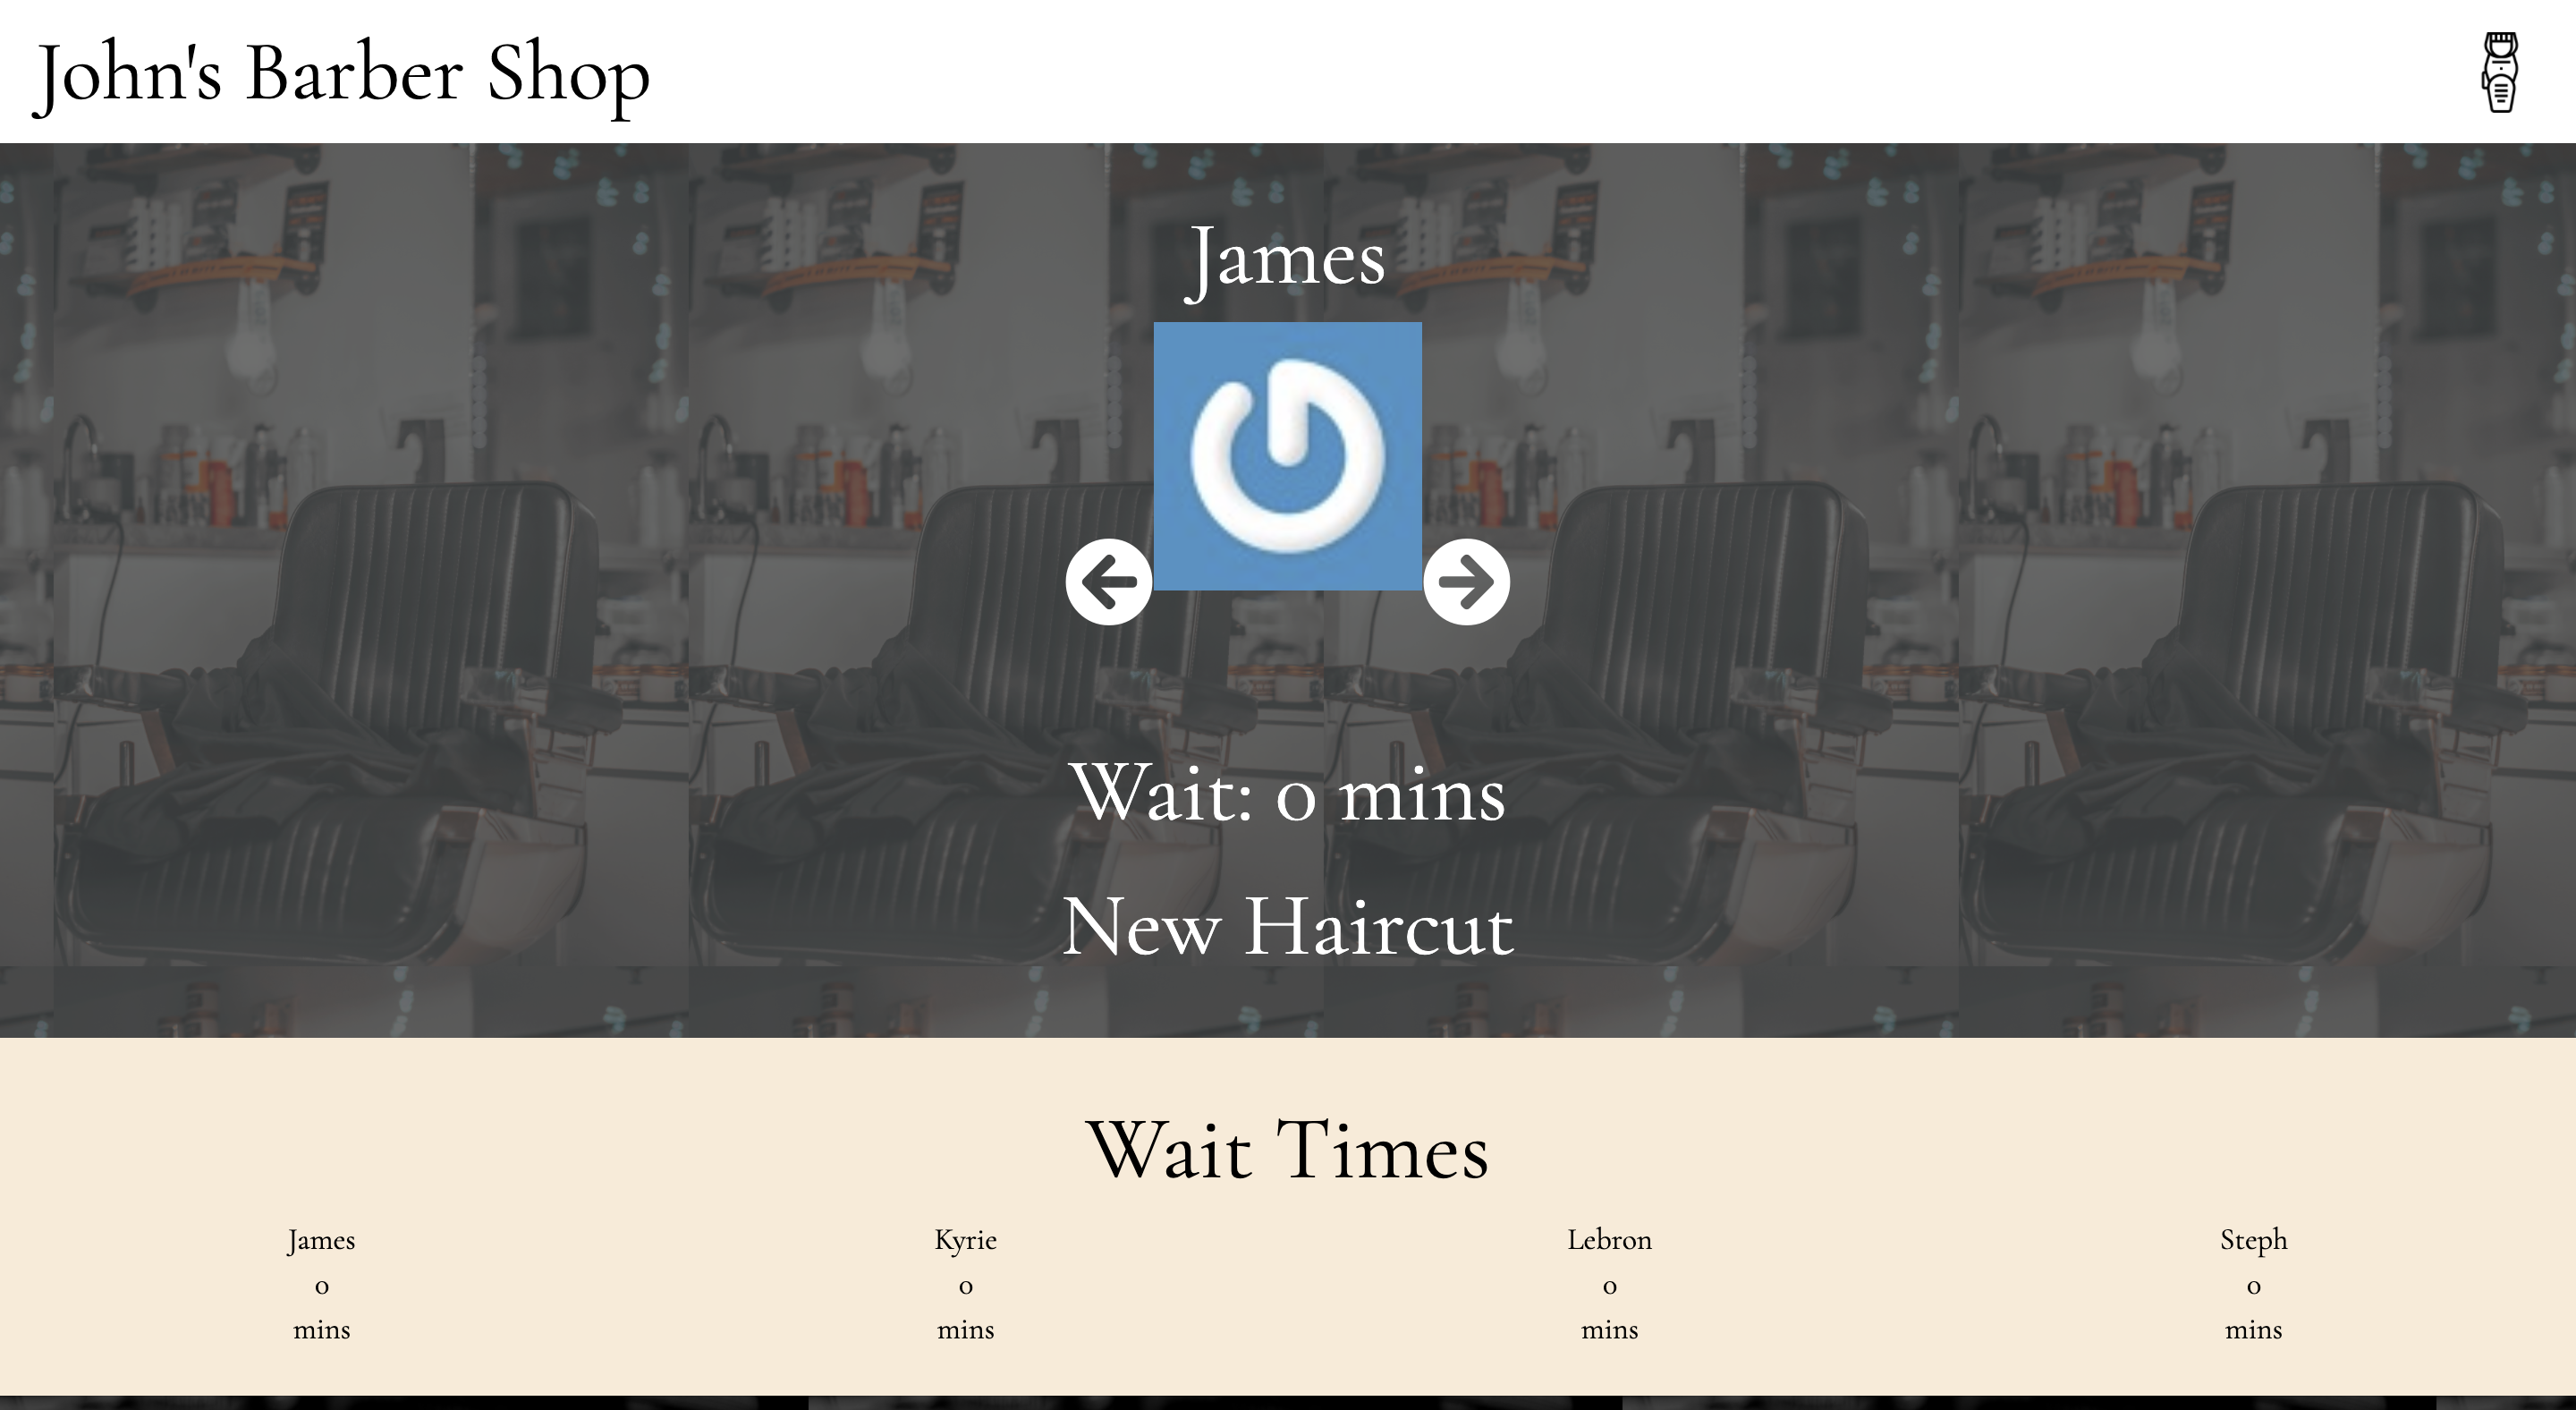 John's Barber Shop
James
Wait: 0 mins
New Haircut
Wait Times
James
0
mins
Kyrie
0
mins
Lebron
0
mins
Steph
0
mins